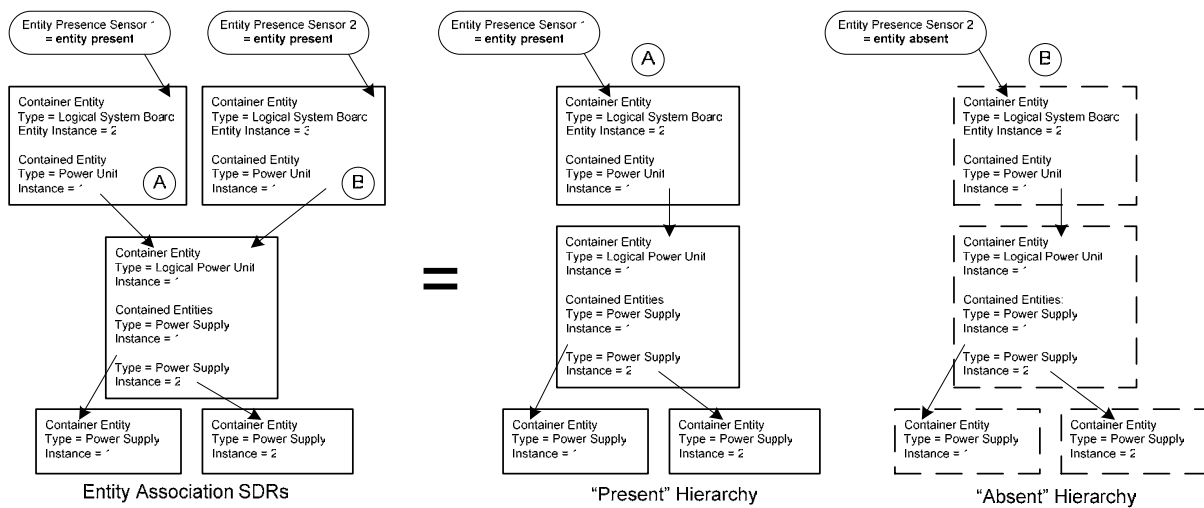 Entity Presence Sensor 1
= entity present
Entity Presence Sensor 2
= entity present
Container Entity
Type = Logical System Board
Entity Instance = 2
Contained Entity
Type = Power Unit
Instance = 1
A
Container Entity
Type = Logical System Board
Entity Instance = 3
Contained Entity
Type = Power Unit
Instance = 1
B
Container Entity
Type = Logical Power Unit
Instance = 1
Contained Entities
Type = Power Supply
Instance = 1
Type = Power Supply
Instance = 2
Container Entity
Type = Power Supply
Instance = 1
Container Entity
Type = Power Supply
Instance = 2
Entity Association SDRs
=
Entity Presence Sensor 1
= entity present
A
Container Entity
Type = Logical System Board
Entity Instance = 2
Contained Entity
Type = Power Unit
Instance = 1
Container Entity
Type = Logical Power Unit
Instance = 1
Contained Entities
Type = Power Supply
Instance = 1
Type = Power Supply
Instance = 2
Container Entity
Type = Power Supply
Instance = 1
Container Entity
Type = Power Supply
Instance = 2
“Present” Hierarchy
Entity Presence Sensor 2
= entity absent
B
Container Entity
Type = Logical System Board
Entity Instance = 2
Contained Entity
Type = Power Unit
Instance = 1
Container Entity
Type = Logical Power Unit
Instance = 1
Contained Entities:
Type = Power Supply
Instance = 1
Type = Power Supply
Instance = 2
Container Entity
Type = Power Supply
Instance = 1
Container Entity
Type = Power Supply
Instance = 2
“Absent” Hierarchy